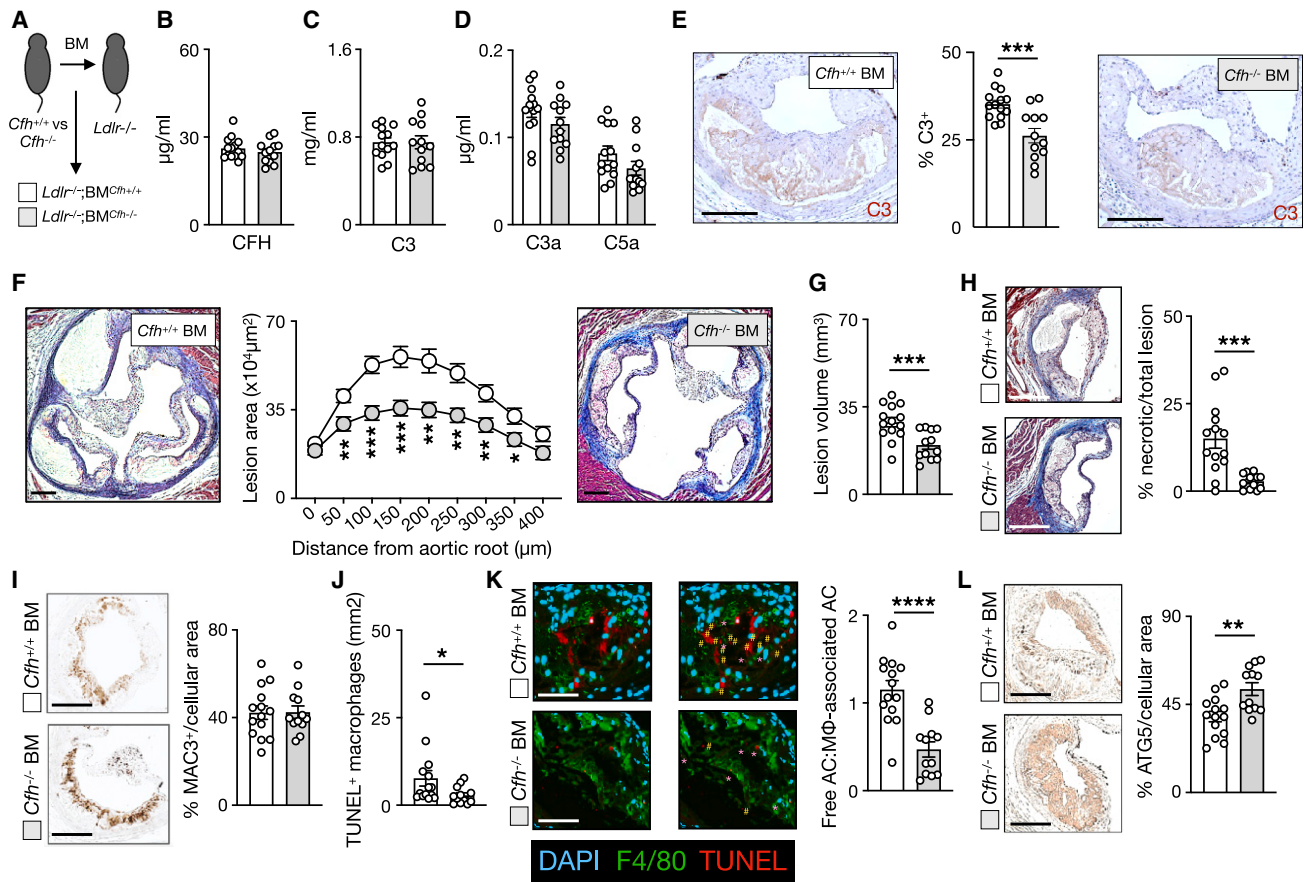 A
BM
Cfh+/+ vs
Cfh-/-
Ldlr-/-
Ldlr-/-;BMCfh+/+
Ldlr-/-;BMCfh-/-
B
µg/ml
60
30
0
CFH
C
mg/ml
1.6
0.8
0
C3
D
µg/ml
0.2
0.1
0
C3a
C5a
E
Cfh+/+ BM
C3
% C3+
50
25
0
***
Cfh-/- BM
C3
F
Cfh+/+ BM
Lesion area (x10⁴µm²)
70
35
0
**
***
***
**
**
**
*
0
50
100
150
200
250
300
350
400
Distance from aortic root (µm)
Cfh-/- BM
G
Lesion volume (mm³)
70
35
0
***
H
Cfh+/+ BM
Cfh-/- BM
% necrotic/total lesion
50
25
0
***
I
Cfh+/+ BM
Cfh-/- BM
% MAC3+/cellular area
80
40
0
J
TUNEL+ macrophages (mm2)
50
25
0
*
K
Cfh+/+ BM
Cfh-/- BM
DAPI F4/80 TUNEL
Free AC:MΦ-associated AC
2
1
0
****
L
Cfh+/+ BM
Cfh-/- BM
% ATG5/cellular area
90
45
0
**